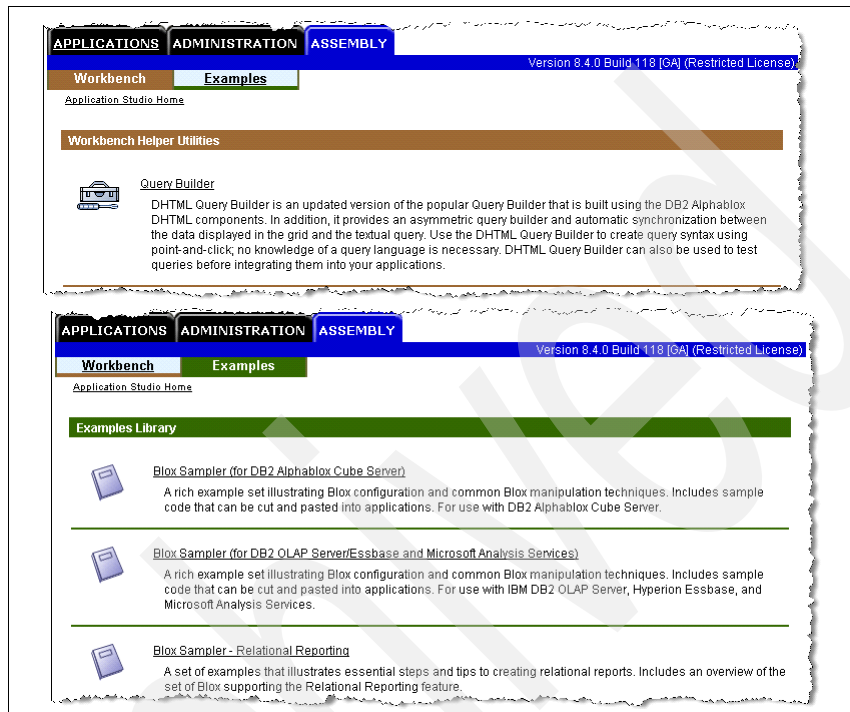 APPLICATIONS ADMINISTRATION ASSEMBLY
Version 8.4.0 Build 118 [GA] (Restricted License)
Workbench Examples
Application Studio Home
Workbench Helper Utilities
Query Builder
DHTML Query Builder is an updated version of the popular Query Builder that is built using the DB2 Alphablox
DHTML components. In addition, it provides an asymmetric query builder and automatic synchronization between
the data displayed in the grid and the textual query. Use the DHTML Query Builder to create query syntax using
point-and-click; no knowledge of a query language is necessary. DHTML Query Builder can also be used to test
queries before integrating them into your applications.
APPLICATIONS ADMINISTRATION ASSEMBLY
Version 8.4.0 Build 118 [GA] (Restricted License)
Workbench Examples
Application Studio Home
Examples Library
Blox Sampler (for DB2 Alphablox Cube Server)
A rich example set illustrating Blox configuration and common Blox manipulation techniques. Includes sample
code that can be cut and pasted into applications. For use with DB2 Alphablox Cube Server.
Blox Sampler (for DB2 OLAP Server/Essbase and Microsoft Analysis Services)
A rich example set illustrating Blox configuration and common Blox manipulation techniques. Includes sample
code that can be cut and pasted into applications. For use with IBM DB2 OLAP Server, Hyperion Essbase, and
Microsoft Analysis Services.
Blox Sampler - Relational Reporting
A set of examples that illustrates essential steps and tips to creating relational reports. Includes an overview of the
set of Blox supporting the Relational Reporting feature.